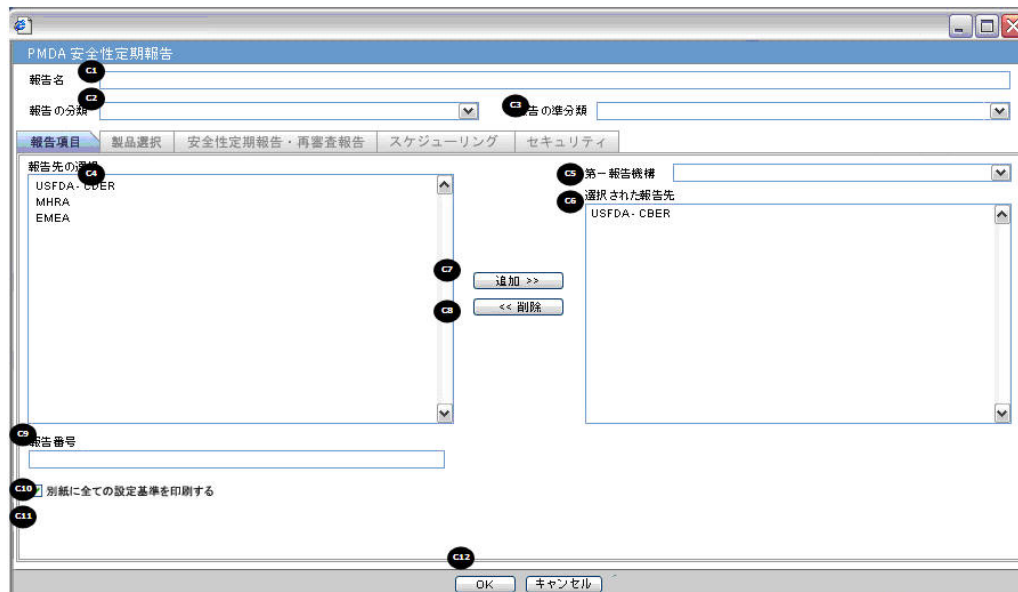 PMDA 安全性定期報告
C1
報告名
C2
報告の分類
C3
告の準分類
報告項目 製品選択 安全性定期報告・再審査報告 スケジューリング セキュリティ
報告先の選択
C4
USFDA- CDER
MHRA
EMEA
C5 第一報告機構
C6 選択された報告先
USFDA- CBER
C7 追加 >>
C8 << 削除
C9 報告番号
C10 別紙に全ての設定基準を印刷する
C11
C12
OK キャンセル